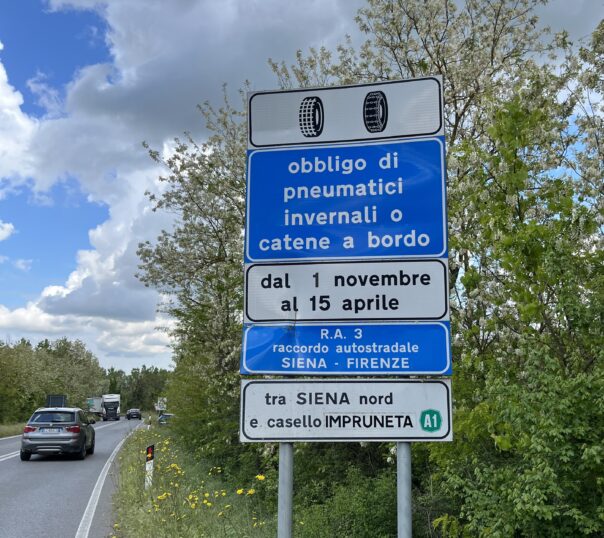 obbligo di
pneumatici
invernali o
catene a bordo
dal 1 novembre
al 15 aprile
R.A. 3
raccordo autostradale
SIENA - FIRENZE
tra SIENA nord
e casello IMPRUNETA A1